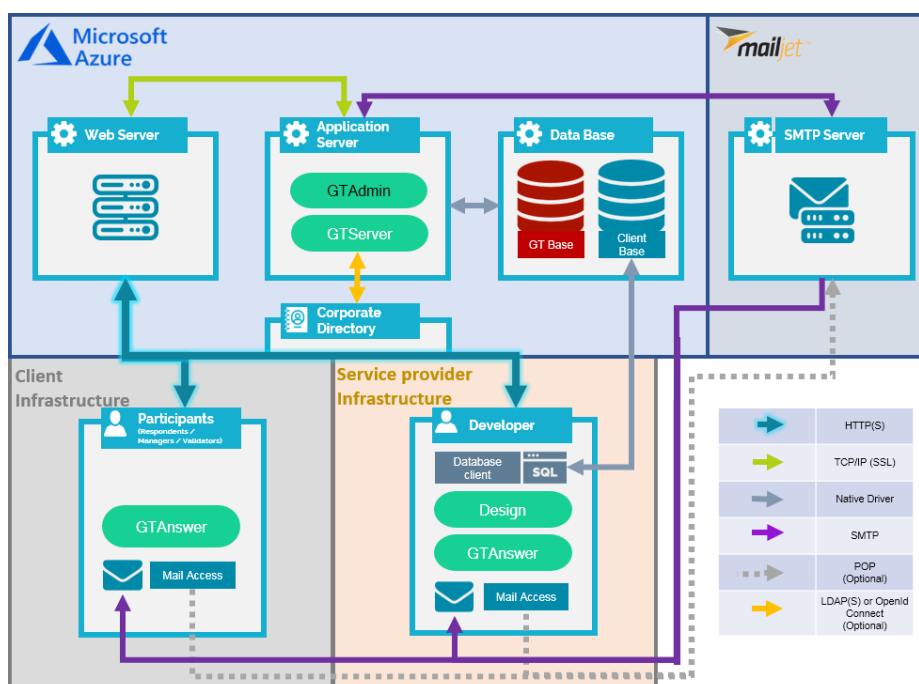 Microsoft
Azure
mailjet
Web Server
Application
Server
Data Base
SMTP Server
GTAdmin
GTServer
GT Base
Client
Base
Corporate
Directory
Client
Infrastructure
Service provider
Infrastructure
Participants
(Respondents /
Managers / Validators)
Developer
Database
client
SQL
Design
GTAnswer
GTAnswer
Mail Access
Mail Access
HTTP(S)
TCP/IP (SSL)
Native Driver
SMTP
POP
(Optional)
LDAP(S) or OpenId
Connect
(Optional)